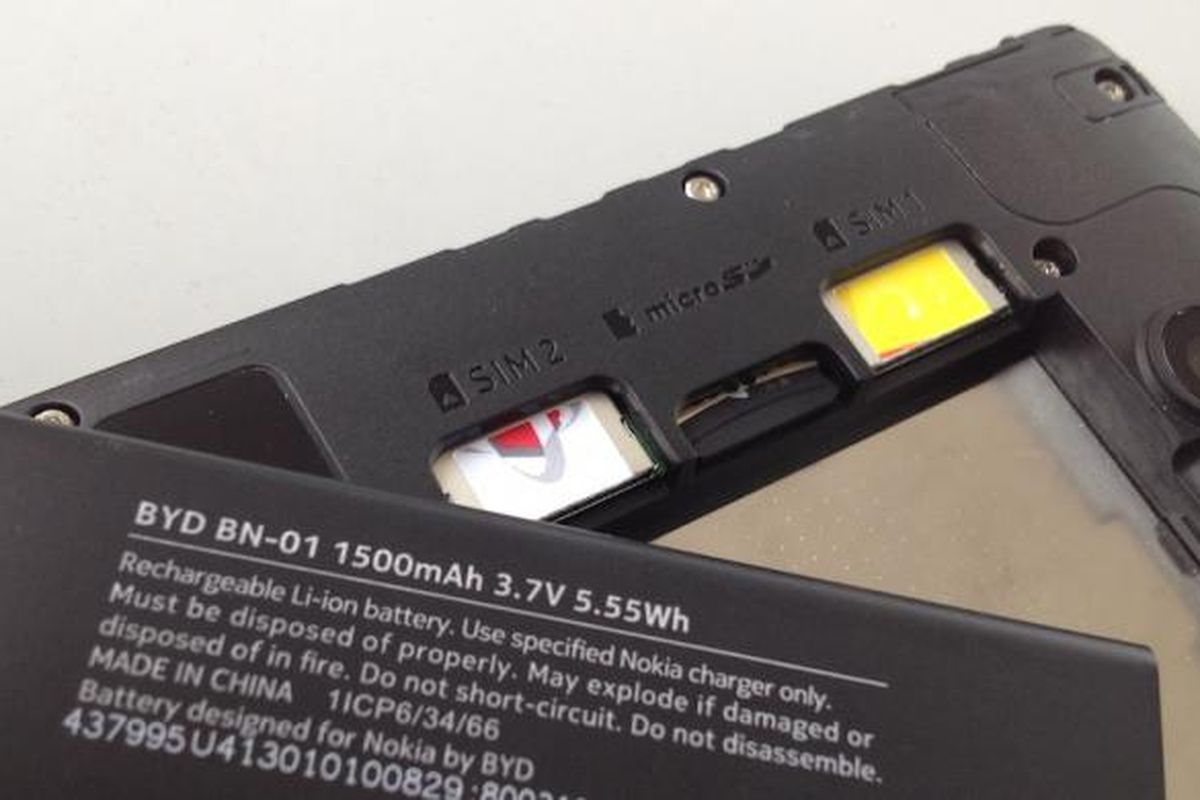 SIM 1
microSD
SIM 2
BYD BN-01 1500mAh 3.7V 5.55Wh
Rechargeable Li-ion battery. Use specified Nokia charger only.
Must be disposed of properly. May explode if damaged or
disposed of in fire. Do not short-circuit. Do not disassemble.
MADE IN CHINA 1ICP6/34/66
Battery designed for Nokia by BYD
437995U413010100829